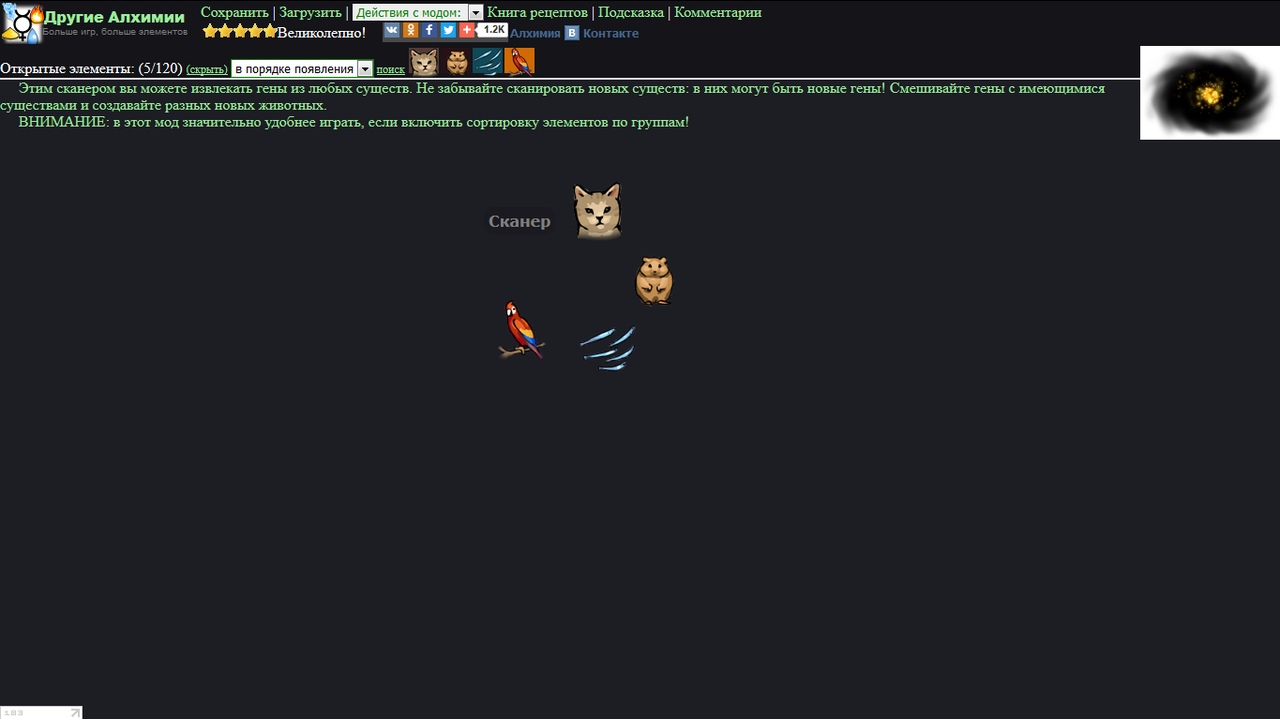 Другие Алхимии
Больше игр, больше элементов
Сохранить | Загрузить | Действия с модом: Книга рецептов | Подсказка | Комментарии
Великолепно! 1.2K Алхимия В Контакте
Открытые элементы: (5/120) (скрыть) в порядке появления поиск
Этим сканером вы можете извлекать гены из любых существ. Не забывайте сканировать новых существ: в них могут быть новые гены! Смешивайте гены с имеющимися
существами и создавайте разных новых животных.
ВНИМАНИЕ: в этот мод значительно удобнее играть, если включить сортировку элементов по группам!
Сканер